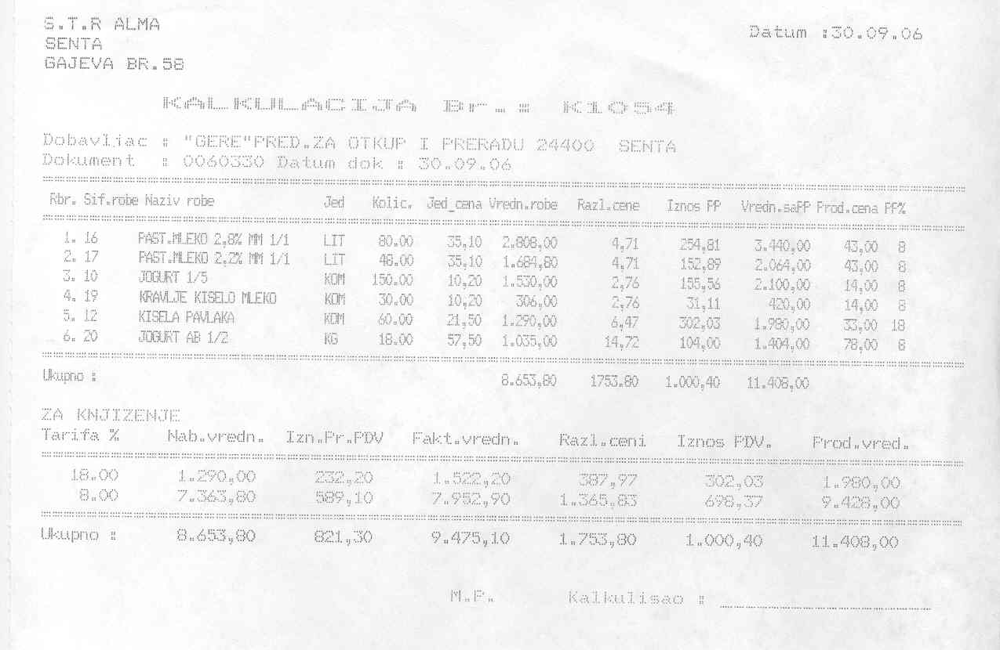 S.T.R ALMA
Datum :30.09.06
SENTA
GAJEVA BR.58
KALKULACIJA Br.: K1054
Dobavljac : "GERE"PRED.ZA OTKUP I PRERADU 24400 SENTA
Dokument : 0060330 Datum dok : 30.09.06
Rbr. Sif.robe Naziv robe Jed Kolic. Jed_cena Vredn.robe Razl.cene Iznos PP Vredn.saPP Prod.cena PP%
1. 16 PAST.MLEKO 2,8% MM 1/1 LIT 80.00 35,10 2.808,00 4,71 254,81 3.440,00 43,00 8
2. 17 PAST.MLEKO 2,2% MM 1/1 LIT 48.00 35,10 1.684,80 4,71 152,89 2.064,00 43,00 8
3. 10 JOGURT 1/5 KOM 150.00 10,20 1.530,00 2,76 155,56 2.100,00 14,00 8
4. 19 KRAVLJE KISELO MLEKO KOM 30.00 10,20 306,00 2,76 31,11 420,00 14,00 8
5. 12 KISELA PAVLAKA KOM 60.00 21,50 1.290,00 6,47 302,03 1.980,00 33,00 18
6. 20 JOGURT AB 1/2 KG 18.00 57,50 1.035,00 14,72 104,00 1.404,00 78,00 8
Ukupno : 8.653,80 1753.80 1.000,40 11.408,00
ZA KNJIZENJE
Tarifa % Nab.vredn. Izn.Pr.PDV Fakt.vredn. Razl.ceni Iznos PDV. Prod.vred.
18.00 1.290,00 232,20 1.522,20 387,97 302,03 1.980,00
8.00 7.363,80 589,10 7.952,90 1.365,83 698,37 9.428,00
Ukupno : 8.653,80 821,30 9.475,10 1.753,80 1.000,40 11.408,00
M.P. Kalkulisao :